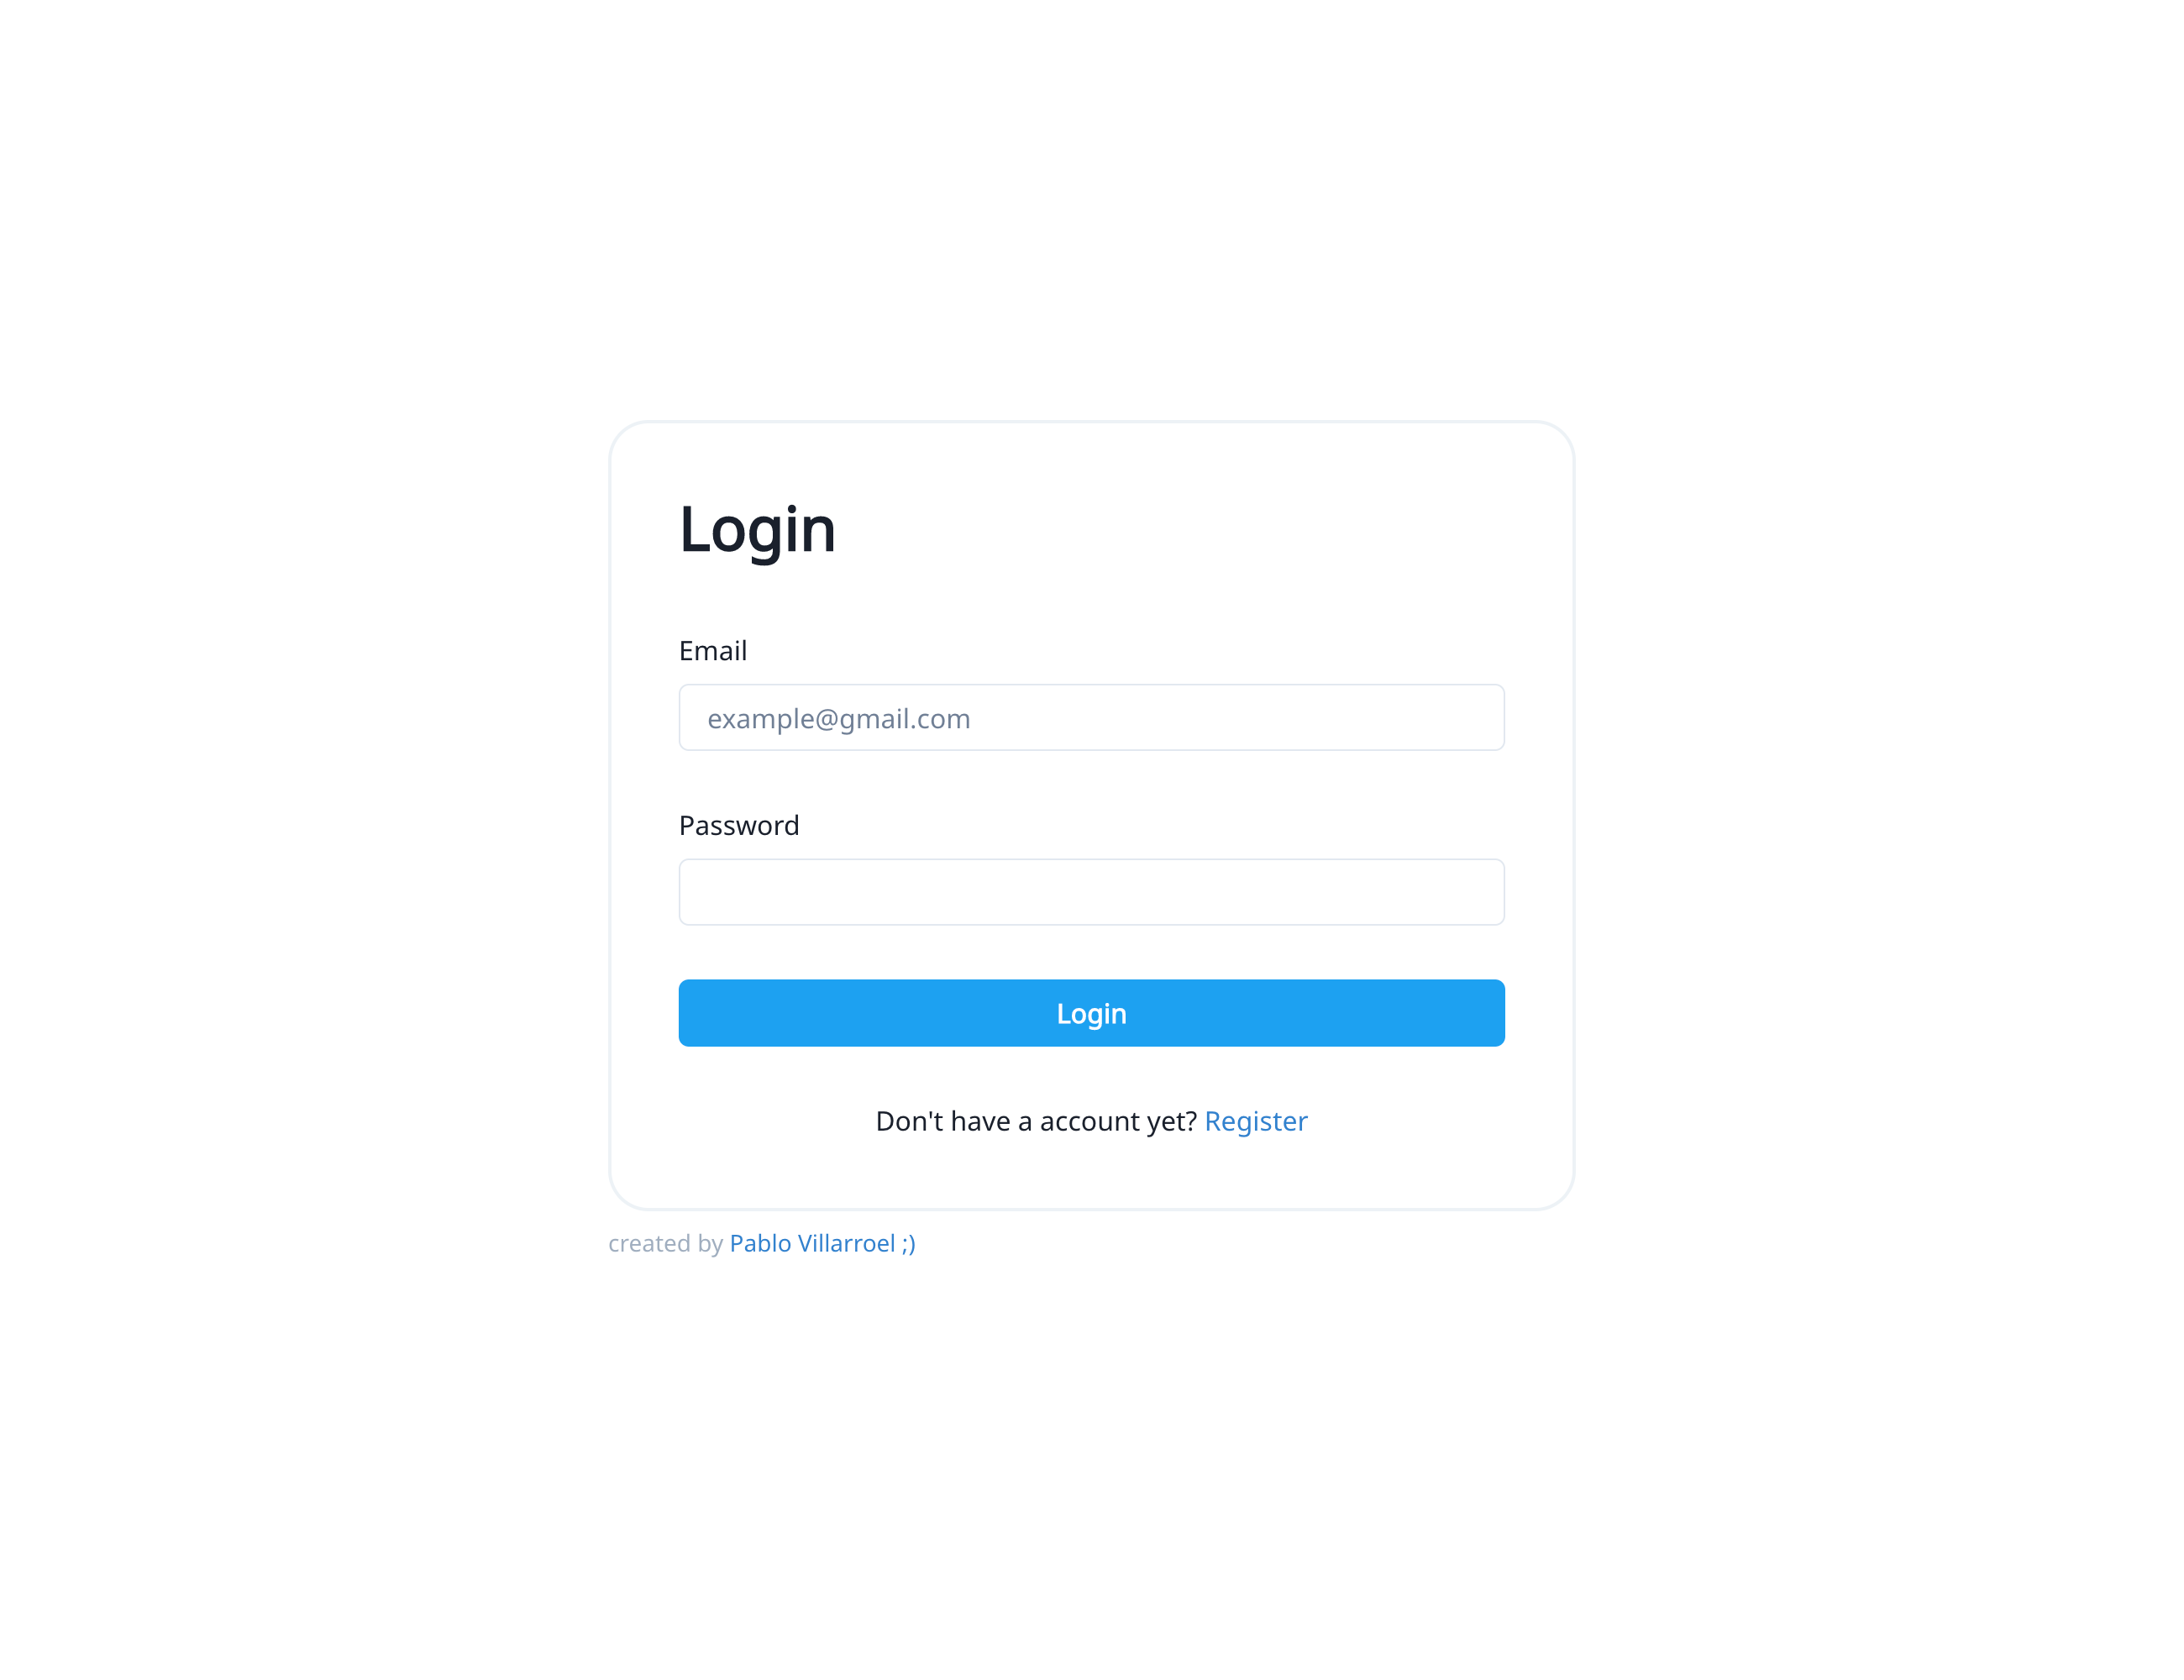 Login
Email
example@gmail.com
Password
Login
Don't have a account yet? Register
created by Pablo Villarroel ;)